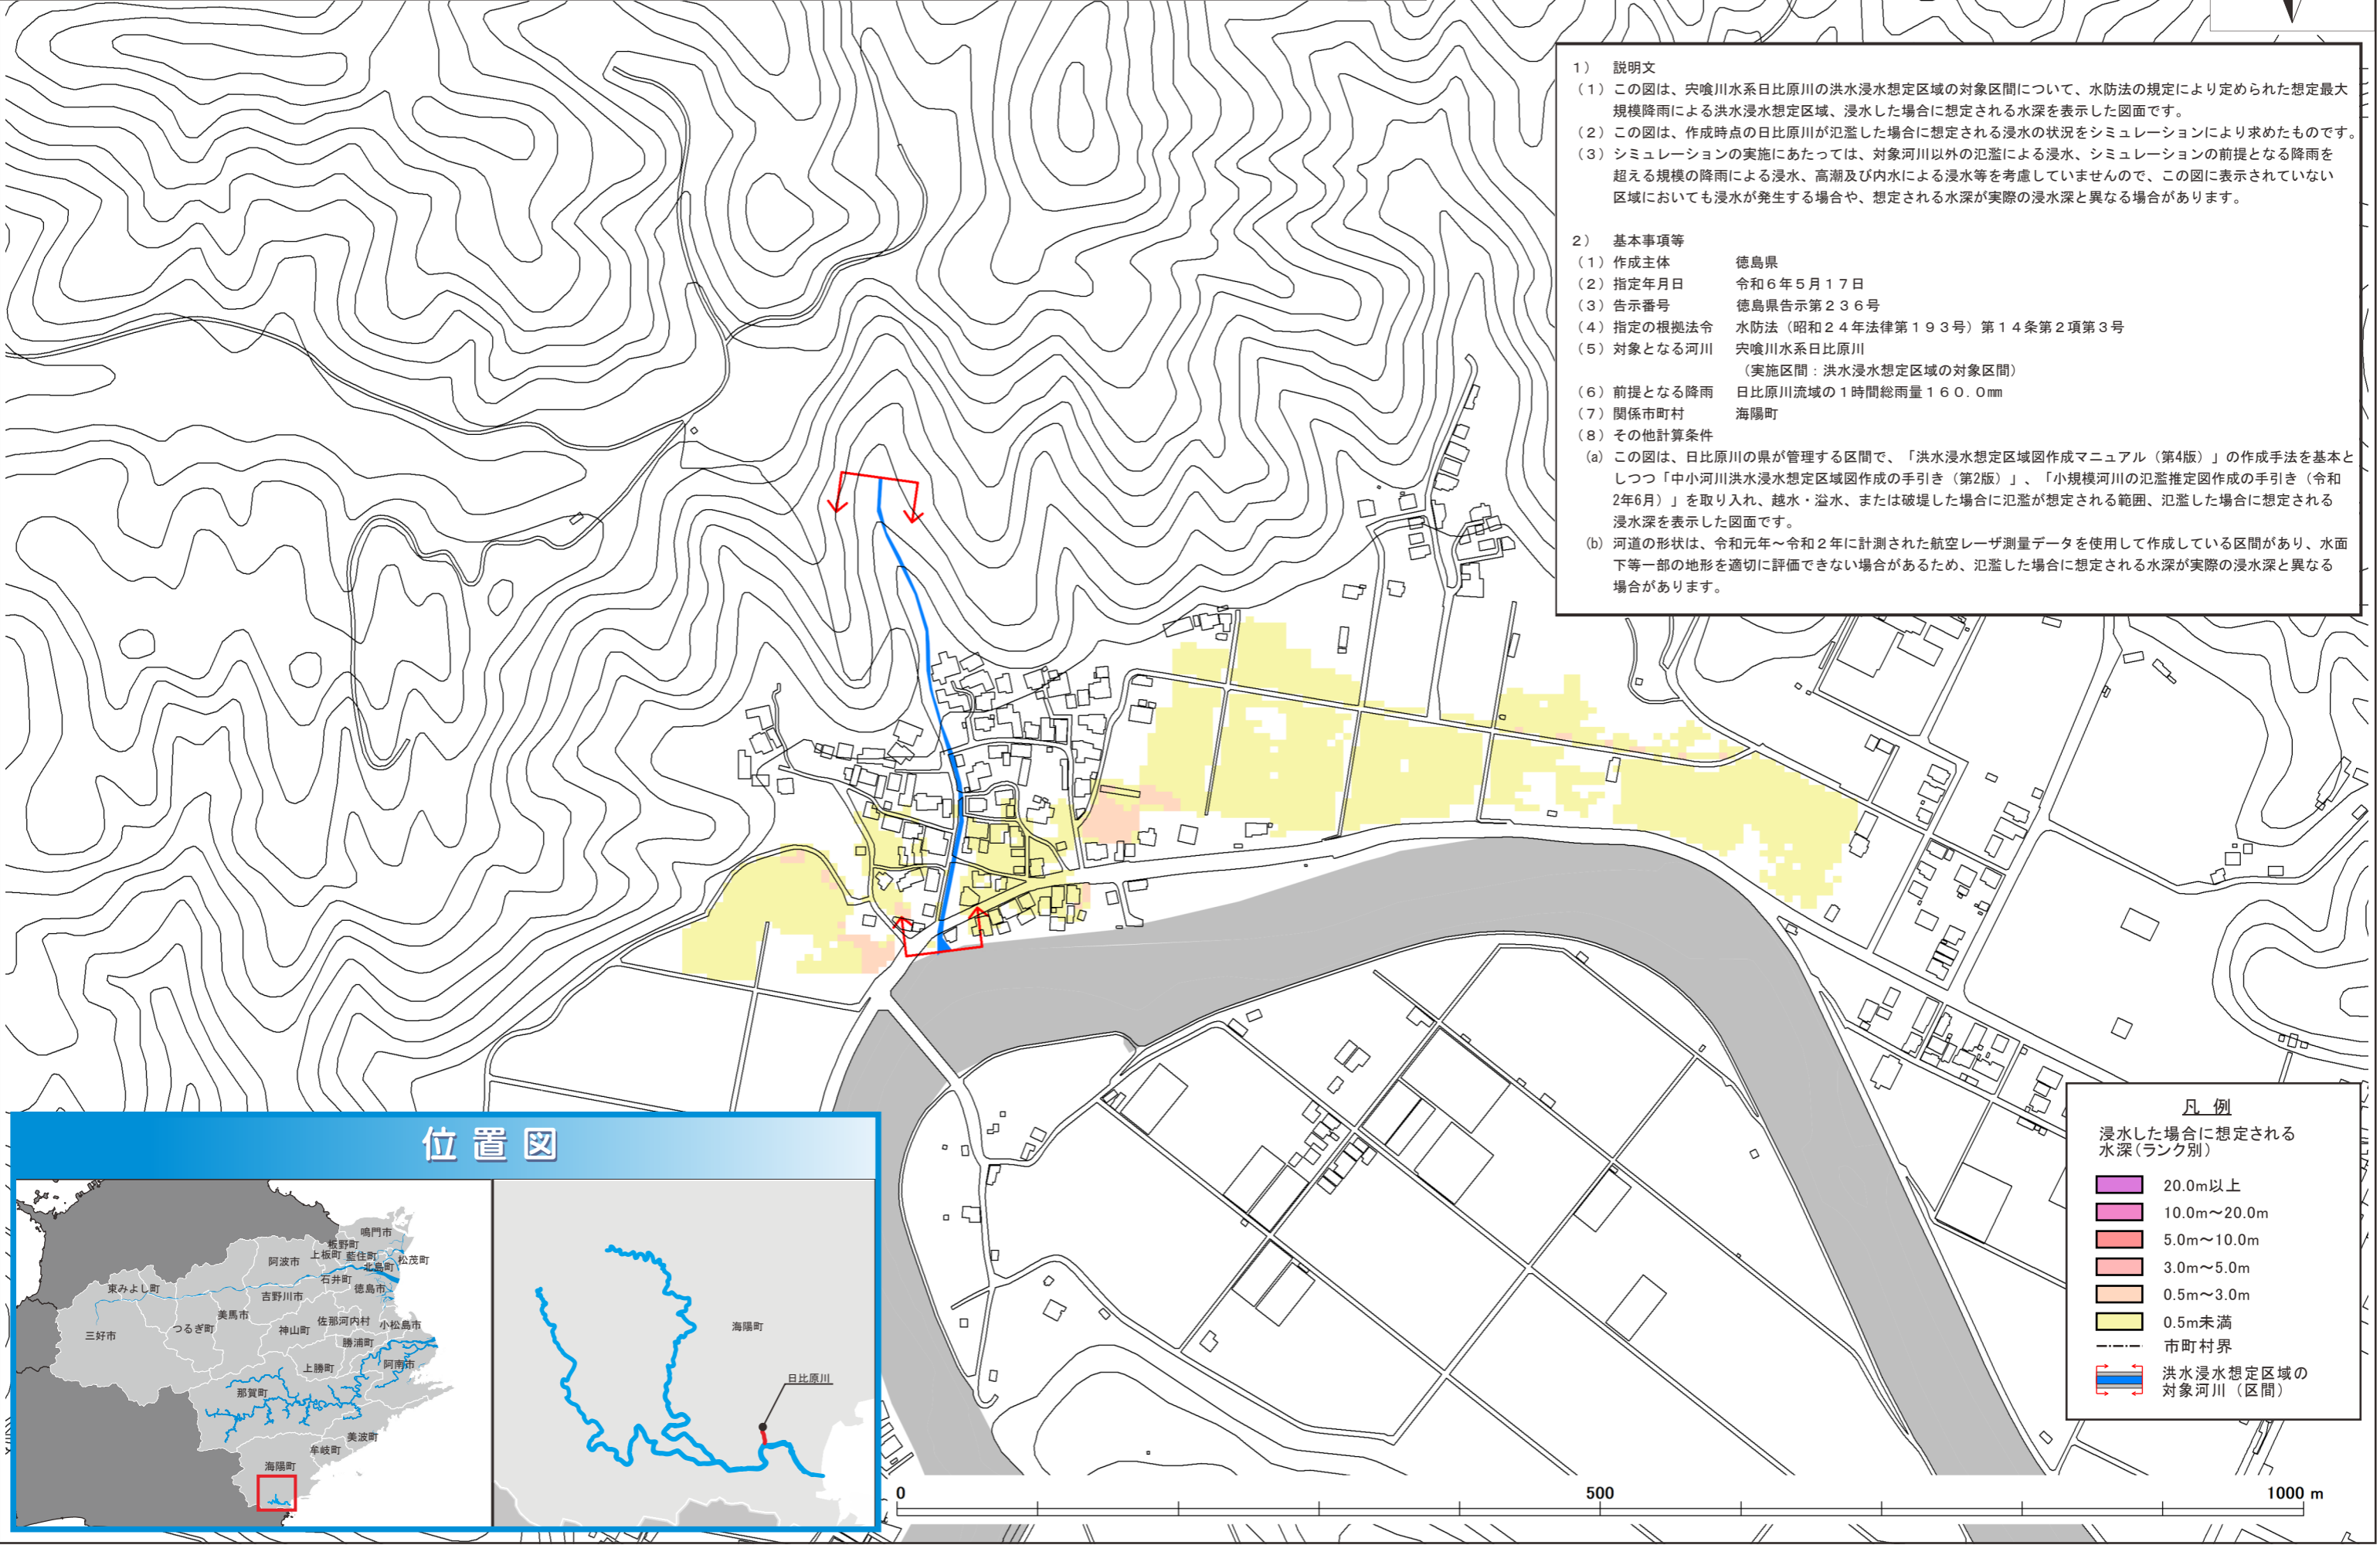 1） 説明文
（1）この図は、宍喰川水系日比原川の洪水浸水想定区域の対象区間について、水防法の規定により定められた想定最大
規模降雨による洪水浸水想定区域、浸水した場合に想定される水深を表示した図面です。
（2）この図は、作成時点の日比原川が氾濫した場合に想定される浸水の状況をシミュレーションにより求めたものです。
（3）シミュレーションの実施にあたっては、対象河川以外の氾濫による浸水、シミュレーションの前提となる降雨を
超える規模の降雨による浸水、高潮及び内水による浸水等を考慮していませんので、この図に表示されていない
区域においても浸水が発生する場合や、想定される水深が実際の浸水深と異なる場合があります。
2） 基本事項等
（1）作成主体 徳島県
（2）指定年月日 令和６年５月１７日
（3）告示番号 徳島県告示第２３６号
（4）指定の根拠法令 水防法（昭和２４年法律第１９３号）第１４条第２項第３号
（5）対象となる河川 宍喰川水系日比原川
（実施区間：洪水浸水想定区域の対象区間）
（6）前提となる降雨 日比原川流域の１時間総雨量１６０.０㎜
（7）関係市町村 海陽町
（8）その他計算条件
(a) この図は、日比原川の県が管理する区間で、「洪水浸水想定区域図作成マニュアル（第4版）」の作成手法を基本と
しつつ「中小河川洪水浸水想定区域図作成の手引き（第2版）」、「小規模河川の氾濫推定図作成の手引き（令和
2年6月）」を取り入れ、越水・溢水、または破堤した場合に氾濫が想定される範囲、氾濫した場合に想定される
浸水深を表示した図面です。
(b) 河道の形状は、令和元年～令和２年に計測された航空レーザ測量データを使用して作成している区間があり、水面
下等一部の地形を適切に評価できない場合があるため、氾濫した場合に想定される水深が実際の浸水深と異なる
場合があります。
凡 例
浸水した場合に想定される
水深(ランク別)
20.0m以上
10.0m～20.0m
5.0m～10.0m
3.0m～5.0m
0.5m～3.0m
0.5m未満
市町村界
洪水浸水想定区域の
対象河川（区間）
位置図
鳴門市
板野町
上板町 藍住町
松茂町
北島町
阿波市
石井町
徳島市
東みよし町
吉野川市
美馬市
つるぎ町
三好市
神山町
佐那河内村
小松島市
勝浦町
上勝町
阿南市
那賀町
美波町
牟岐町
海陽町
海陽町
日比原川
0 500 1000 m